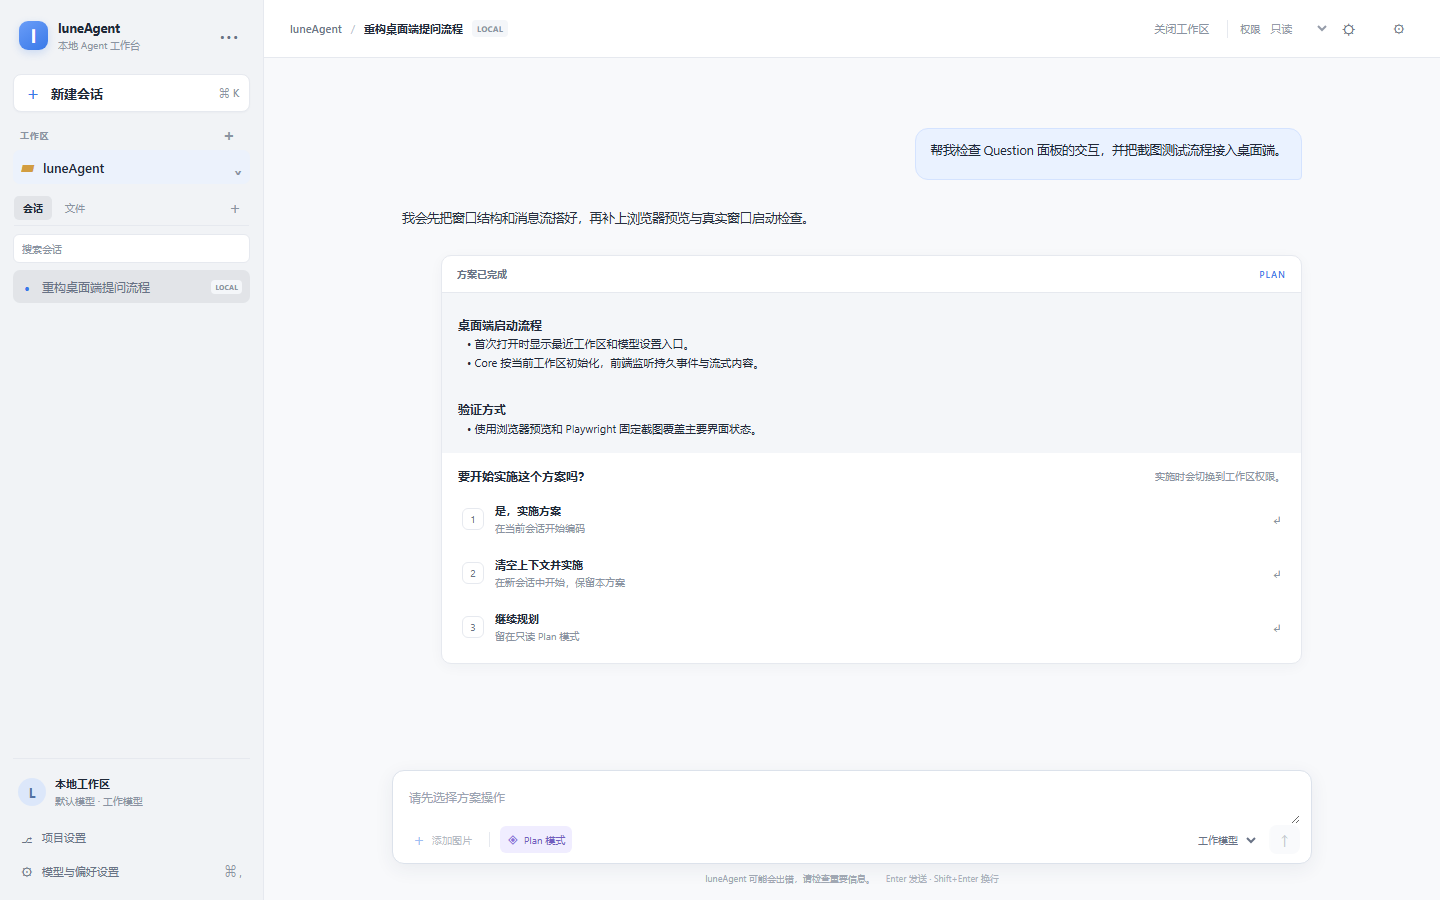 luneAgent
本地 Agent 工作台
新建会话 ⌘ K
工作区
luneAgent
会话 文件
搜索会话
重构桌面端提问流程 LOCAL
L 本地工作区
默认模型 · 工作模型
项目设置
模型与偏好设置 ⌘ ,
luneAgent / 重构桌面端提问流程 LOCAL
关闭工作区 权限 只读
帮我检查 Question 面板的交互，并把截图测试流程接入桌面端。
我会先把窗口结构和消息流搭好，再补上浏览器预览与真实窗口启动检查。
方案已完成 PLAN
桌面端启动流程
• 首次打开时显示最近工作区和模型设置入口。
• Core 按当前工作区初始化，前端监听持久事件与流式内容。
验证方式
• 使用浏览器预览和 Playwright 固定截图覆盖主要界面状态。
要开始实施这个方案吗？ 实施时会切换到工作区权限。
1 是，实施方案
在当前会话开始编码
2 清空上下文并实施
在新会话中开始，保留本方案
3 继续规划
留在只读 Plan 模式
请先选择方案操作
添加图片 Plan 模式 工作模型
luneAgent 可能会出错，请检查重要信息。 Enter 发送 · Shift+Enter 换行